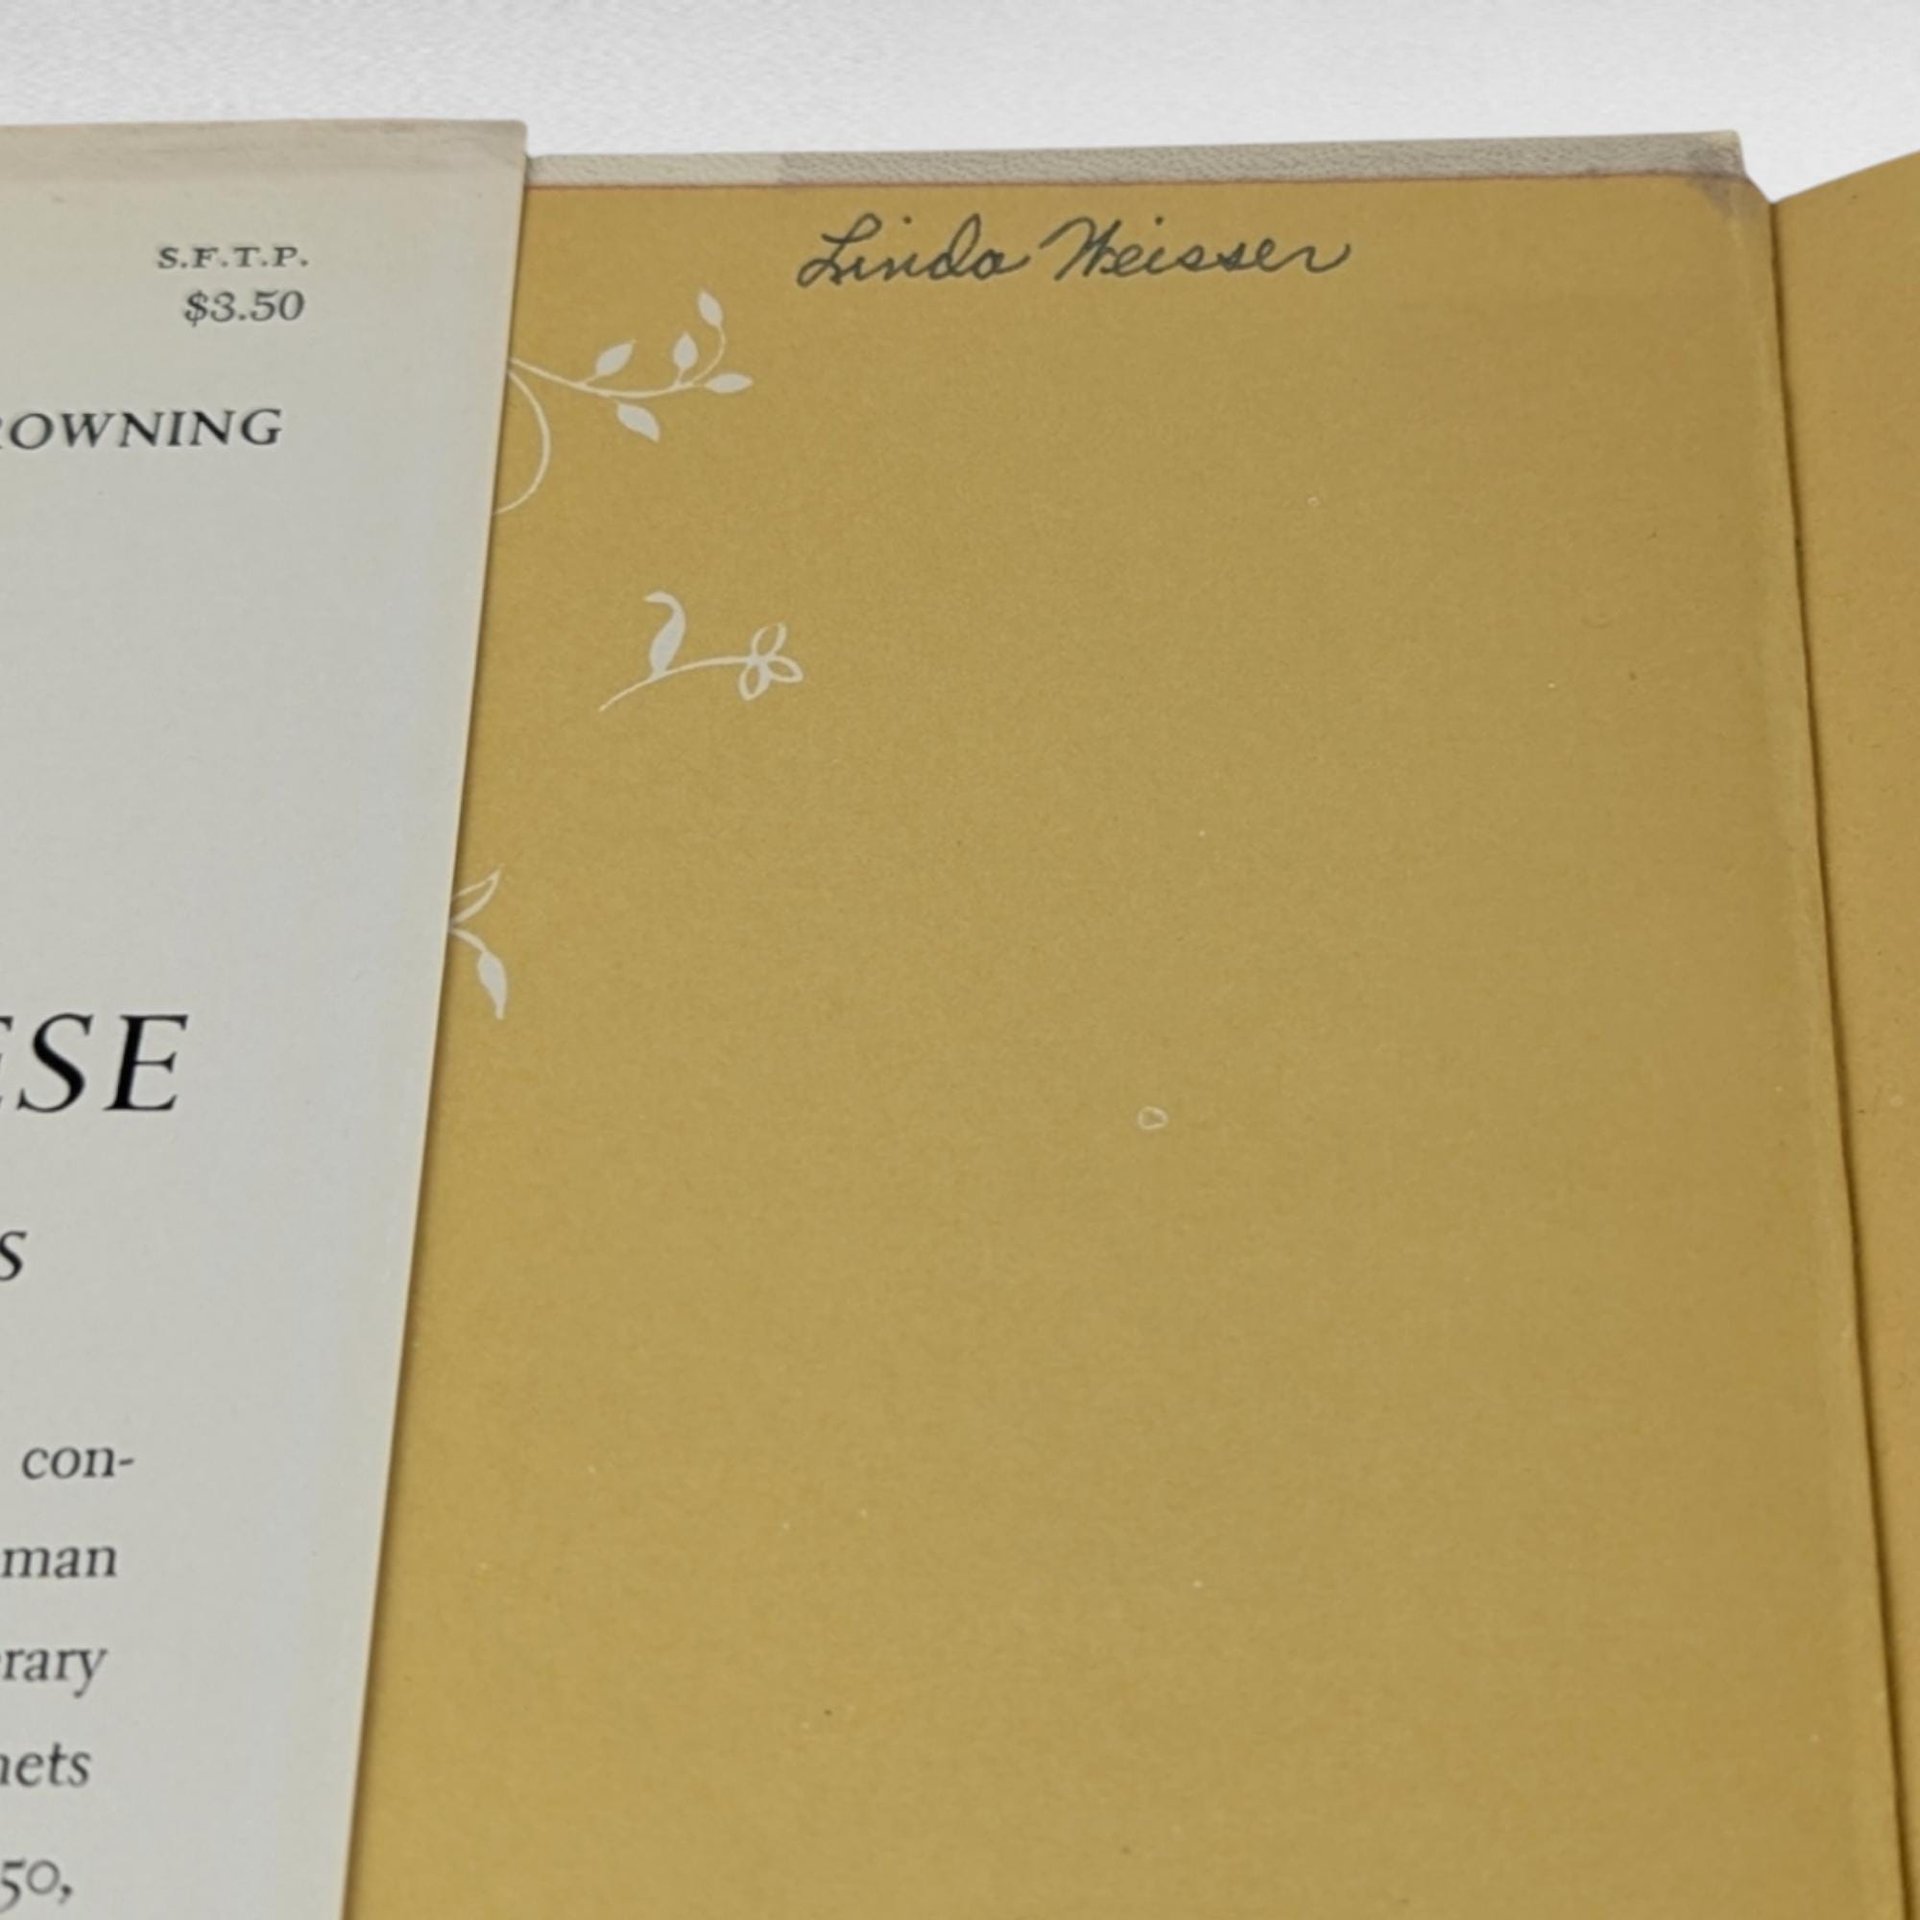 S.F.T.P.
$3.50
Linda Weisser
ROWNING
ESE
S
con-
man
rary
nets
50,